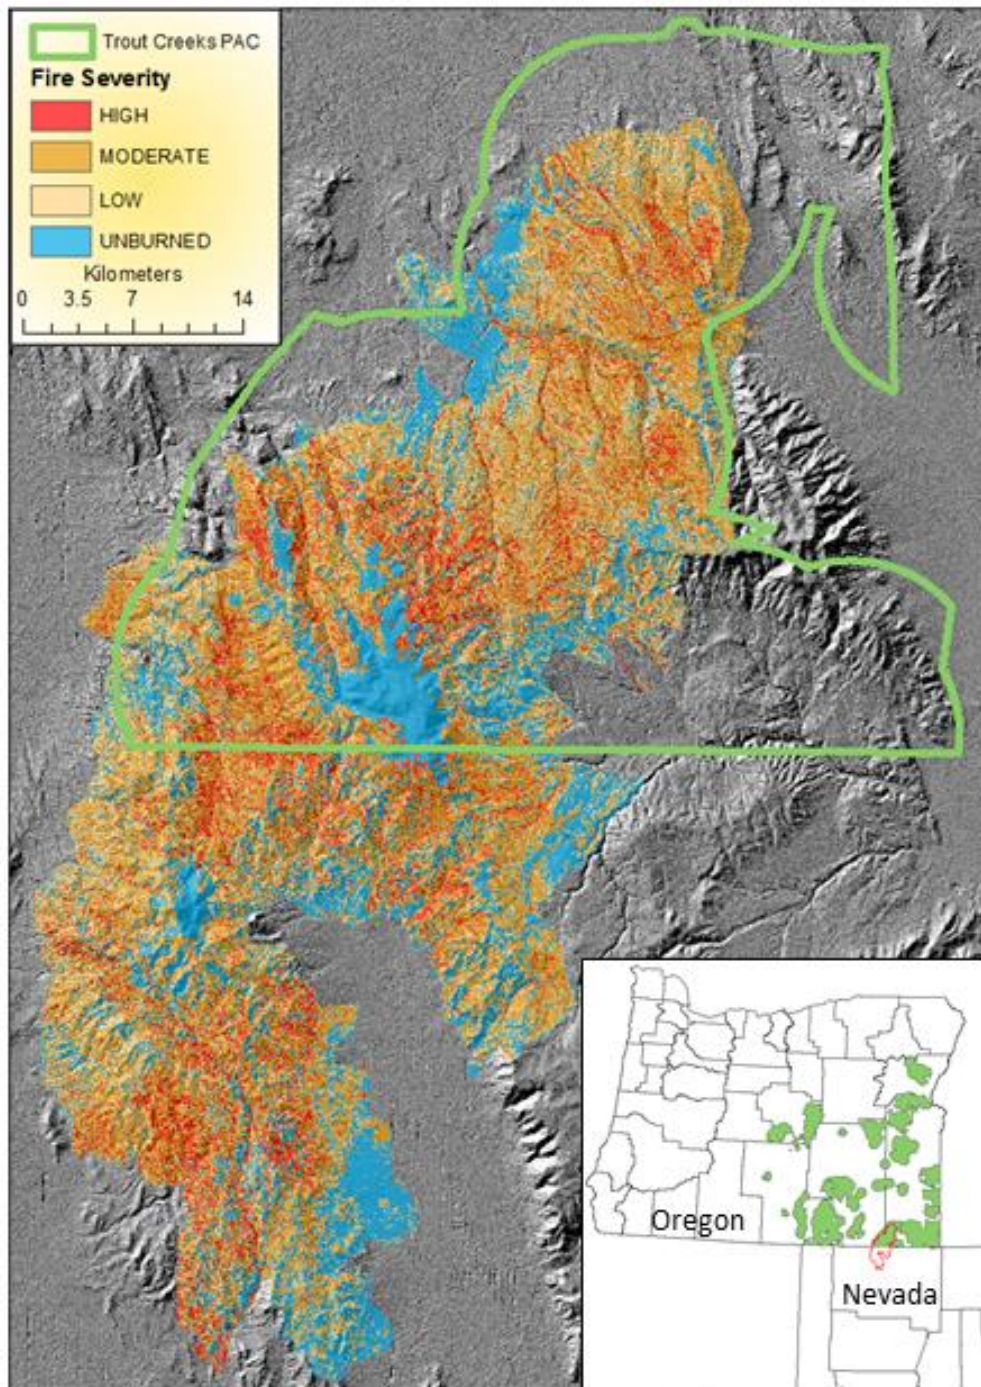 Trout Creeks PAC
Fire Severity
HIGH
MODERATE
LOW
UNBURNED
Kilometers
0 3.5 7 14
Oregon
Nevada